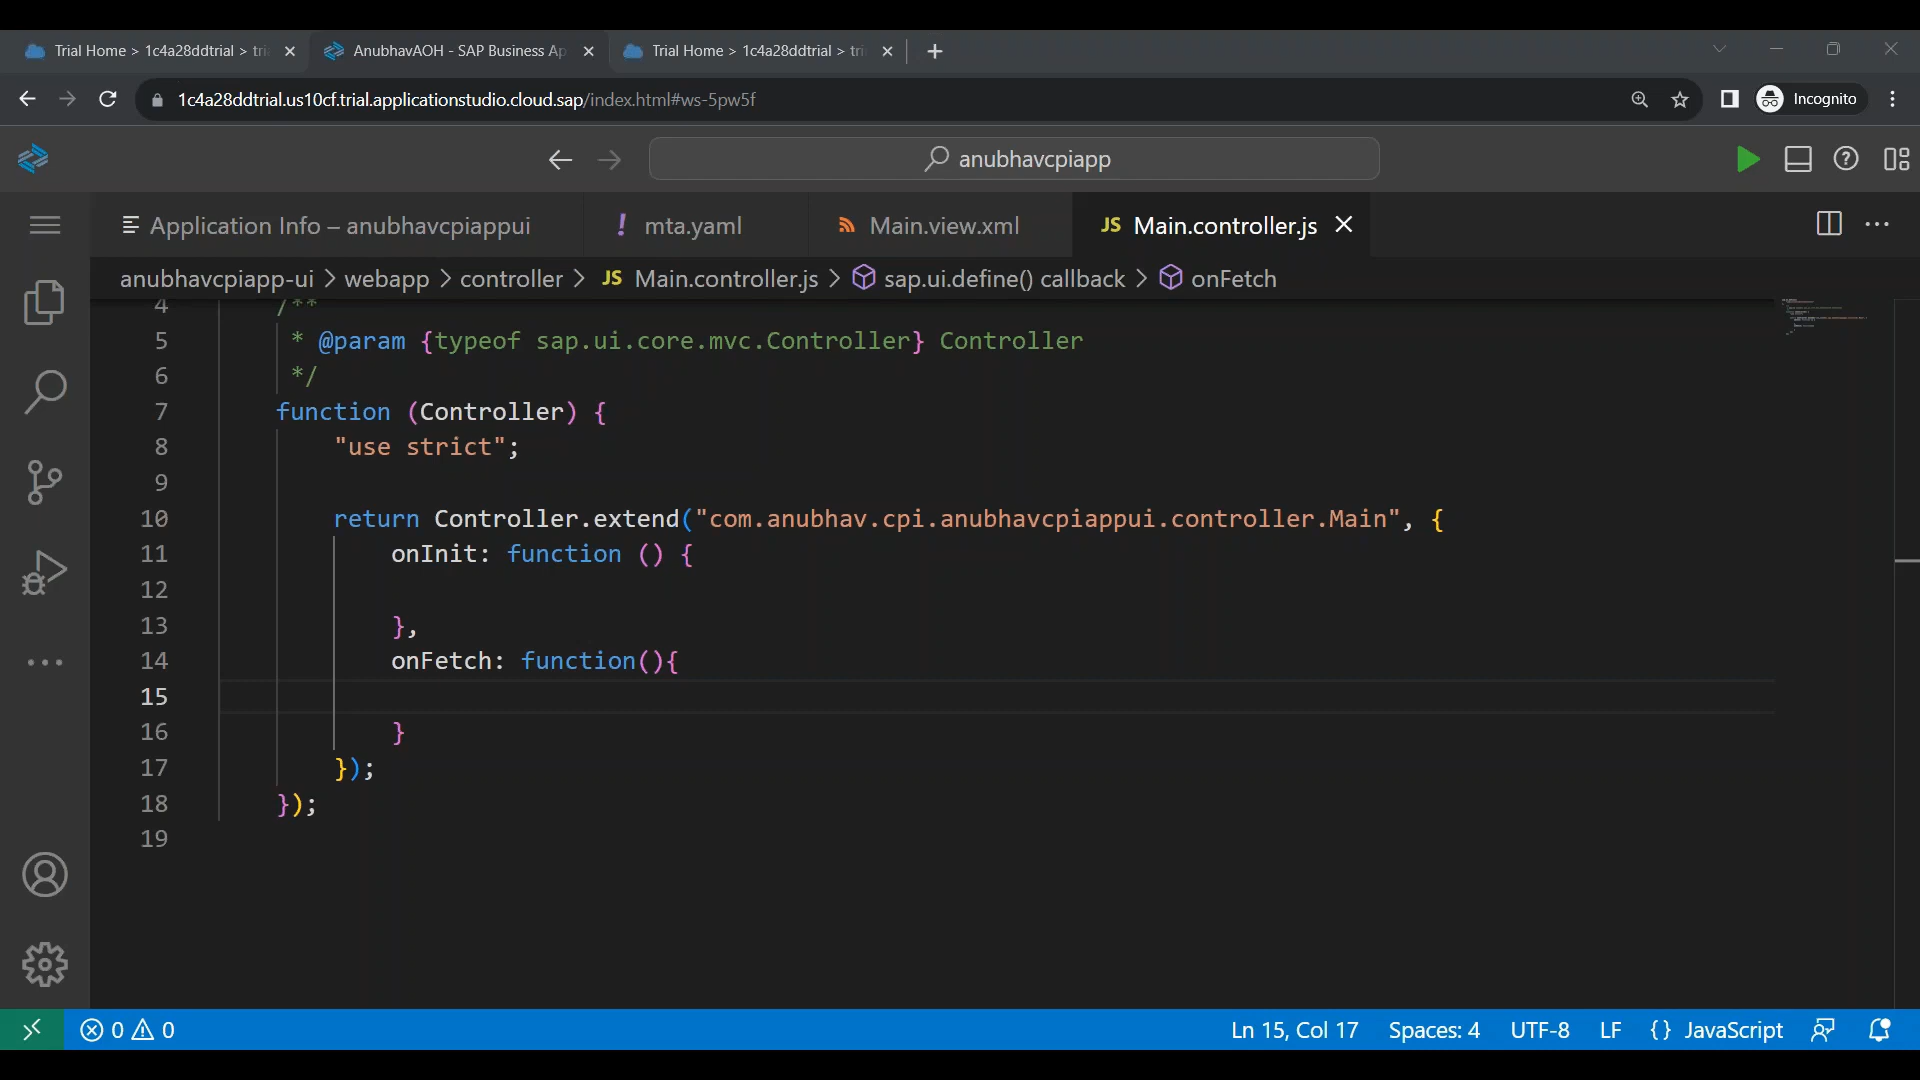 Trial Home > 1c4a28ddtrial > tri
AnubhavAOH - SAP Business Ap
Trial Home > 1c4a28ddtrial > tri
1c4a28ddtrial.us10cf.trial.applicationstudio.cloud.sap/index.html#ws-5pw5f
Incognito
anubhavcpiapp
Application Info – anubhavcpiappui
! mta.yaml
Main.view.xml
JS Main.controller.js
anubhavcpiapp-ui > webapp > controller > JS Main.controller.js > sap.ui.define() callback > onFetch
4 /**
5 * @param {typeof sap.ui.core.mvc.Controller} Controller
6 */
7 function (Controller) {
8 "use strict";
9
10 return Controller.extend("com.anubhav.cpi.anubhavcpiappui.controller.Main", {
11 onInit: function () {
12
13 },
14 onFetch: function(){
15
16 }
17 });
18 });
19
0 0
Ln 15, Col 17
Spaces: 4
UTF-8
LF
{} JavaScript